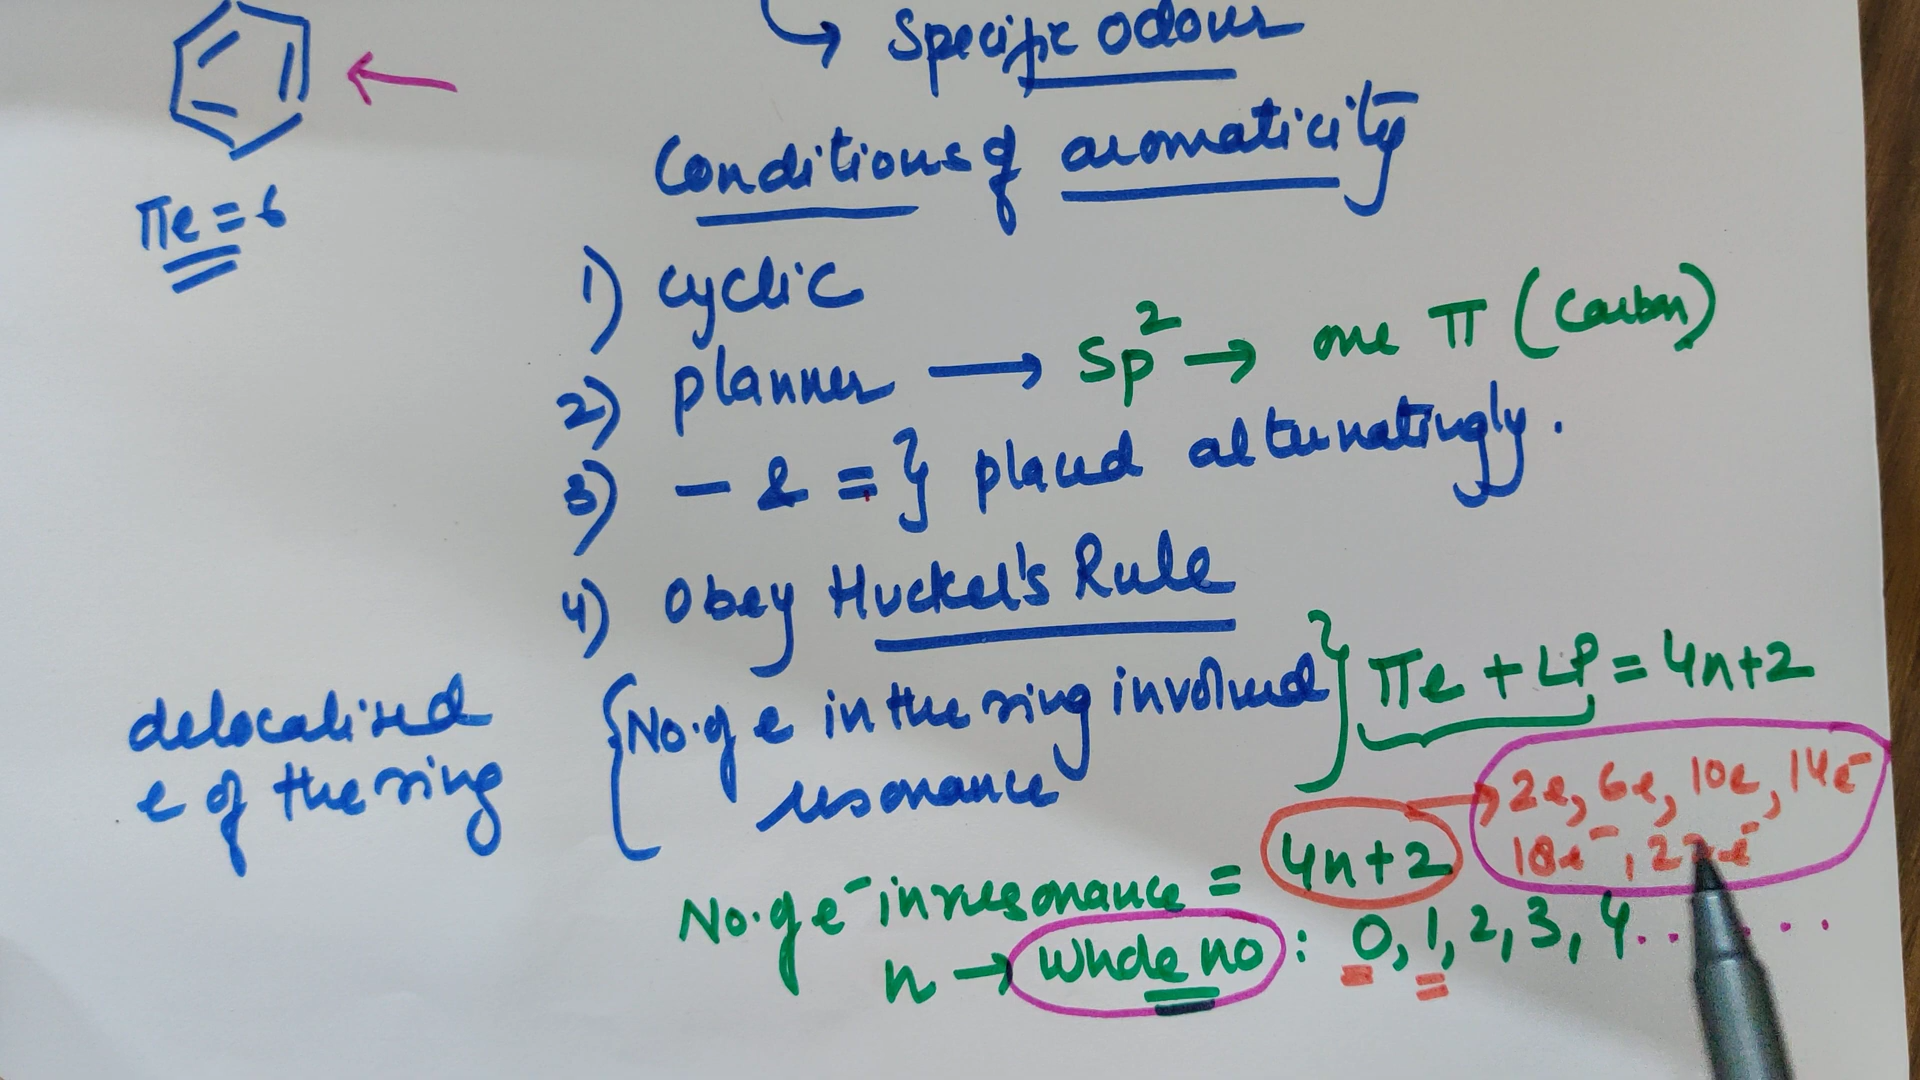 ↳ Specific odour
Πe = 6
Conditions of aromaticity
1) cyclic
2) planner → Sp² → one π (Carbon)
3) — & = } placed alternatingly.
4) Obey Huckel's Rule
delocalised
e of the ring
{No. of e in the ring involved
resonance
} Πe + LP = 4n+2
No. of e⁻ in resonance = 4n+2 → 2e, 6e, 10e, 14e⁻
18e⁻, 22e⁻
n → Whole no : 0, 1, 2, 3, 4.......